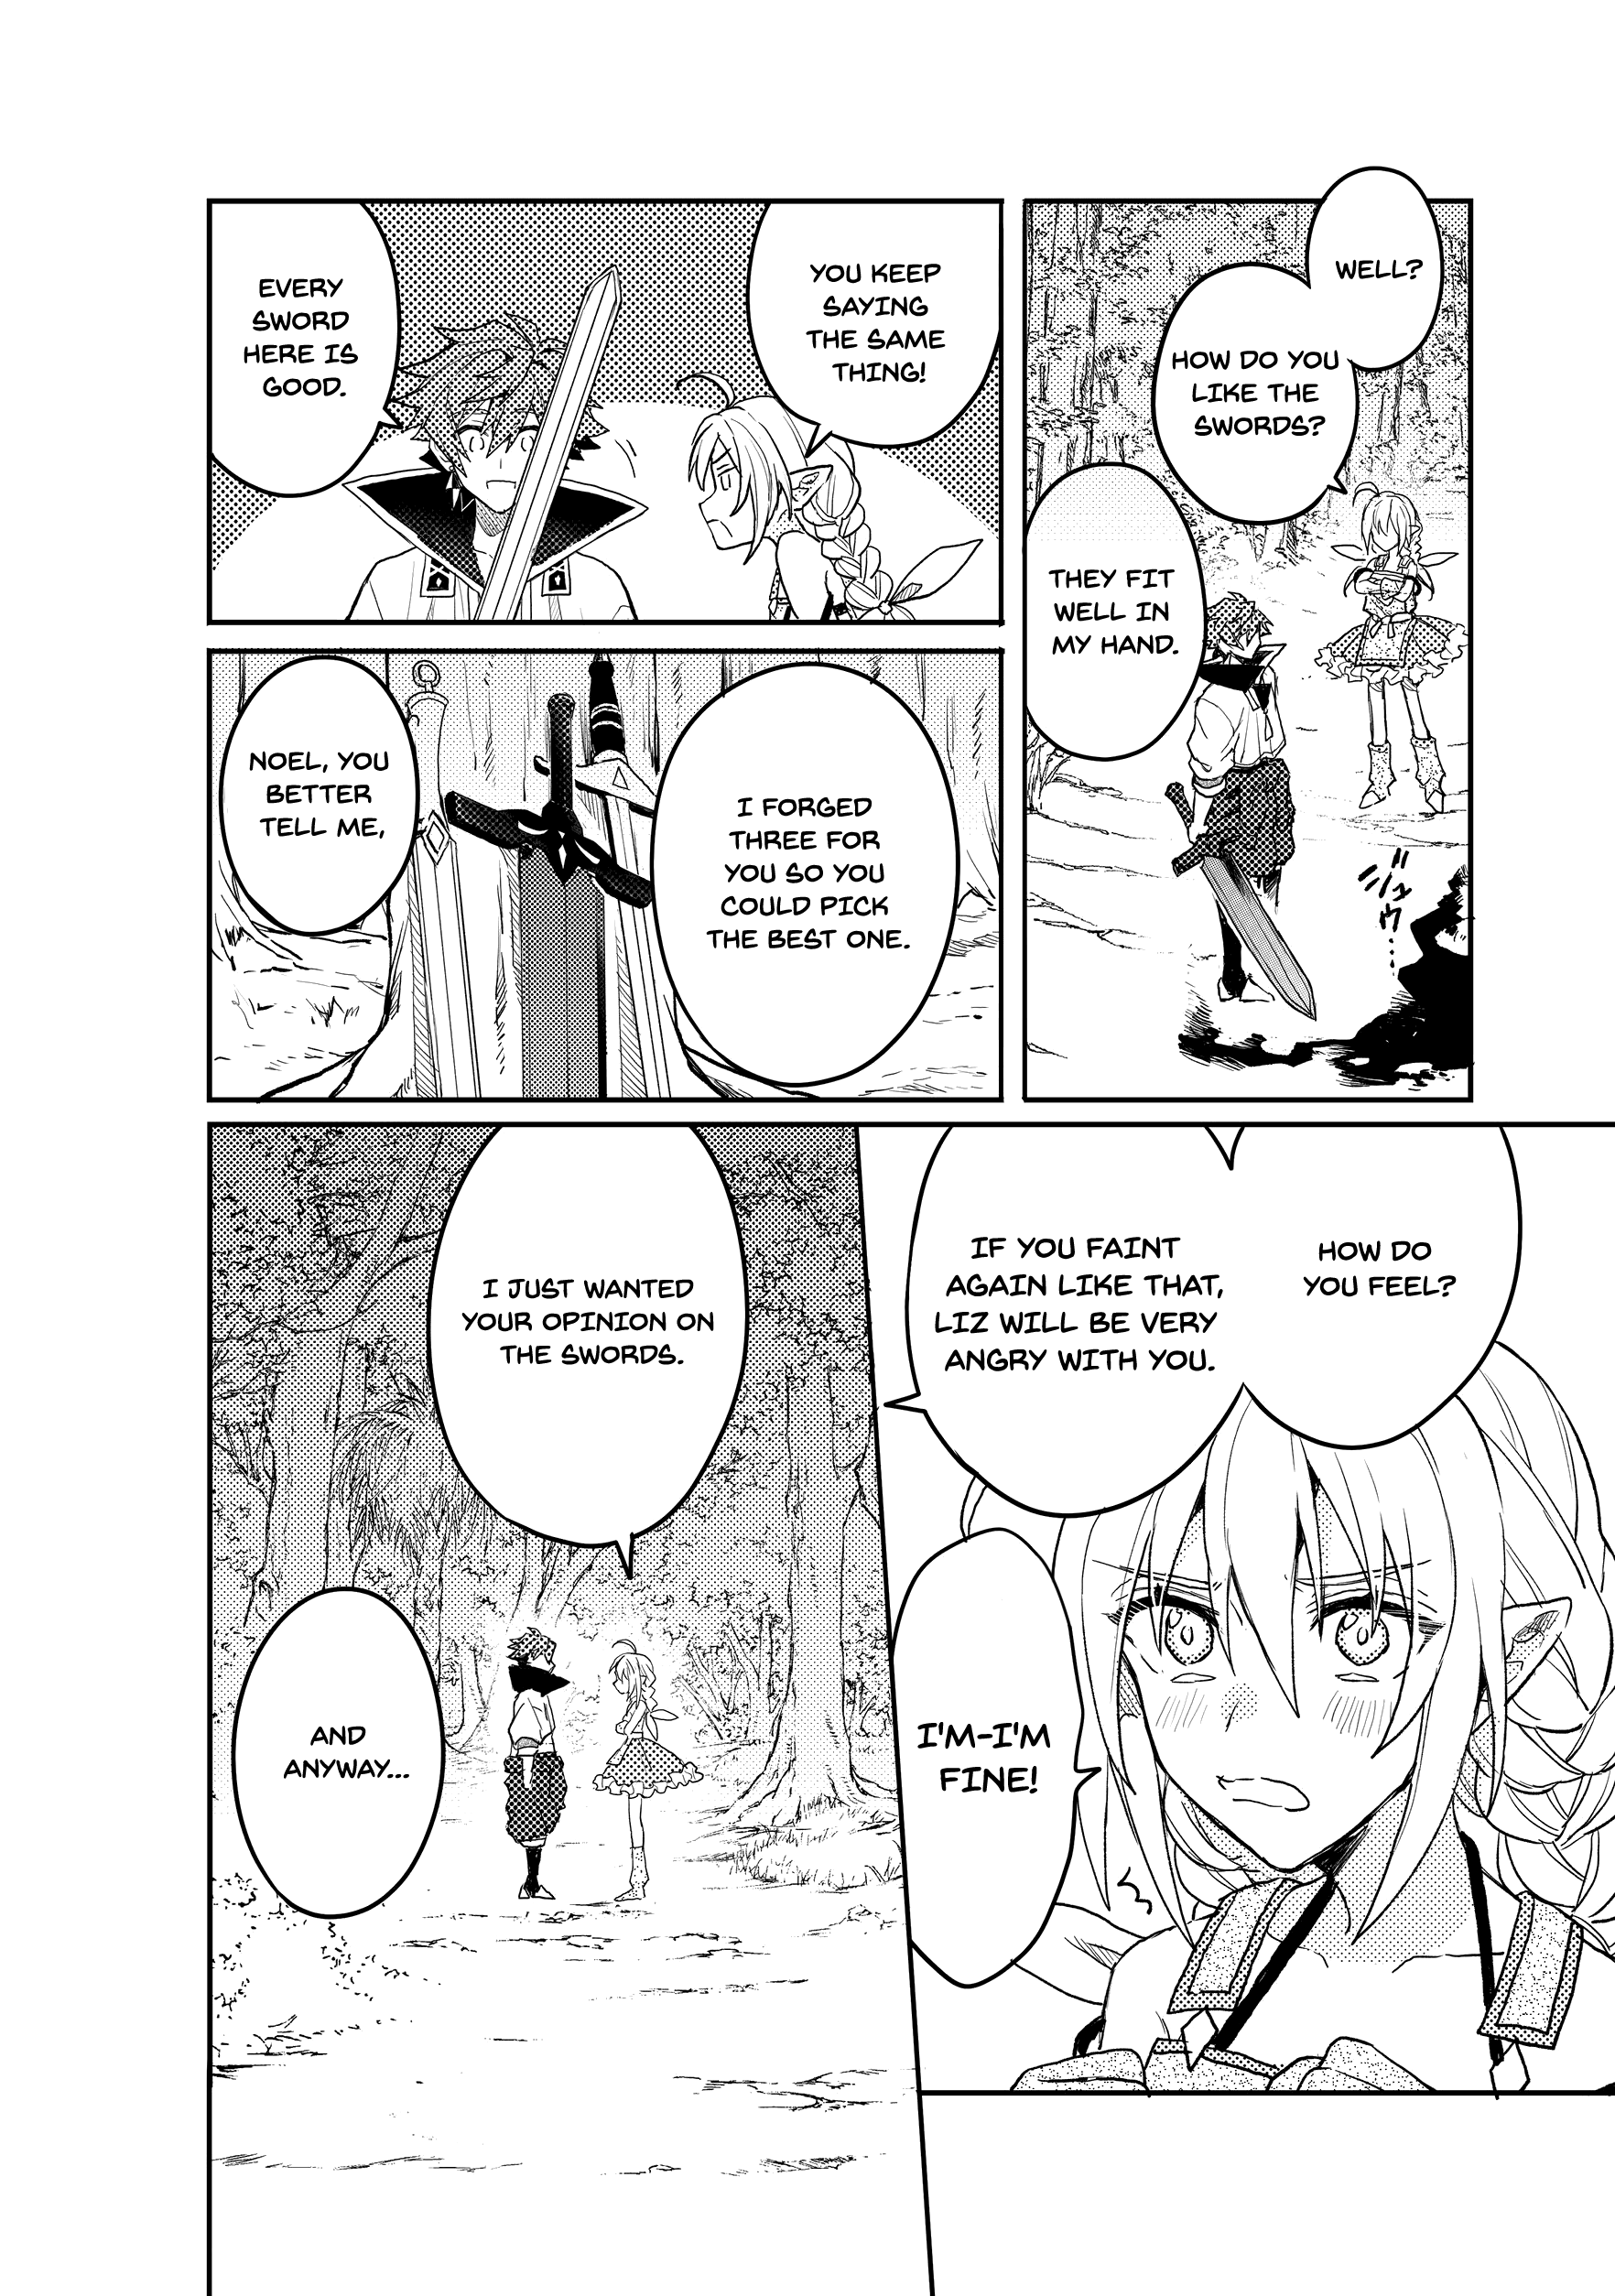 WELL?
HOW DO YOU
LIKE THE
SWORDS?
THEY FIT
WELL IN
MY HAND.
ジュウ...
YOU KEEP
SAYING
THE SAME
THING!
EVERY
SWORD
HERE IS
GOOD.
I FORGED
THREE FOR
YOU SO YOU
COULD PICK
THE BEST ONE.
NOEL, YOU
BETTER
TELL ME,
HOW DO
YOU FEEL?
IF YOU FAINT
AGAIN LIKE THAT,
LIZ WILL BE VERY
ANGRY WITH YOU.
I'M-I'M
FINE!
I JUST WANTED
YOUR OPINION ON
THE SWORDS.
AND
ANYWAY...